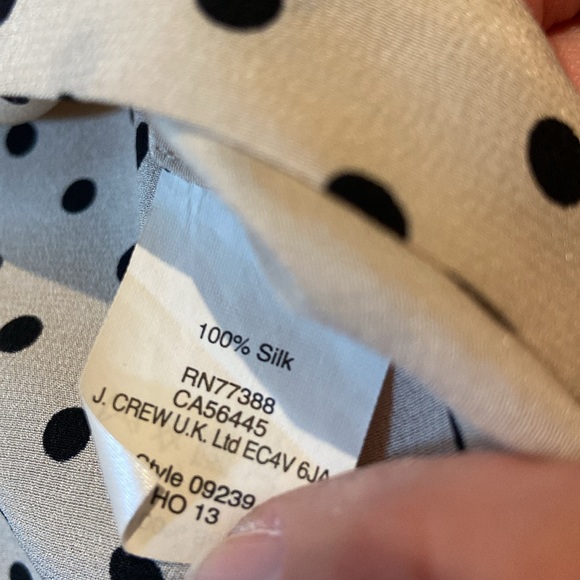 100% Silk
RN77388
CA56445
J. CREW U.K. Ltd EC4V 6JA
Style 09239
HO 13